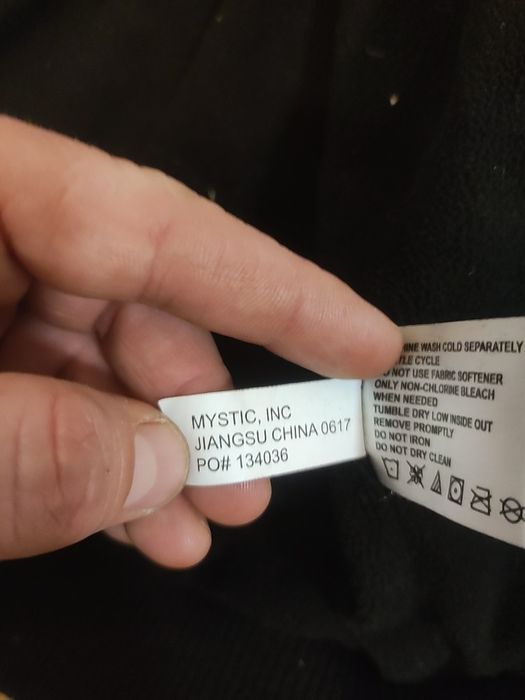 MYSTIC, INC
JIANGSU CHINA 0617
PO# 134036
WASH COLD SEPARATELY
CYCLE
NOT USE FABRIC SOFTENER
ONLY NON-CHLORINE BLEACH
WHEN NEEDED
TUMBLE DRY LOW INSIDE OUT
REMOVE PROMPTLY
DO NOT IRON
DO NOT DRY CLEAN